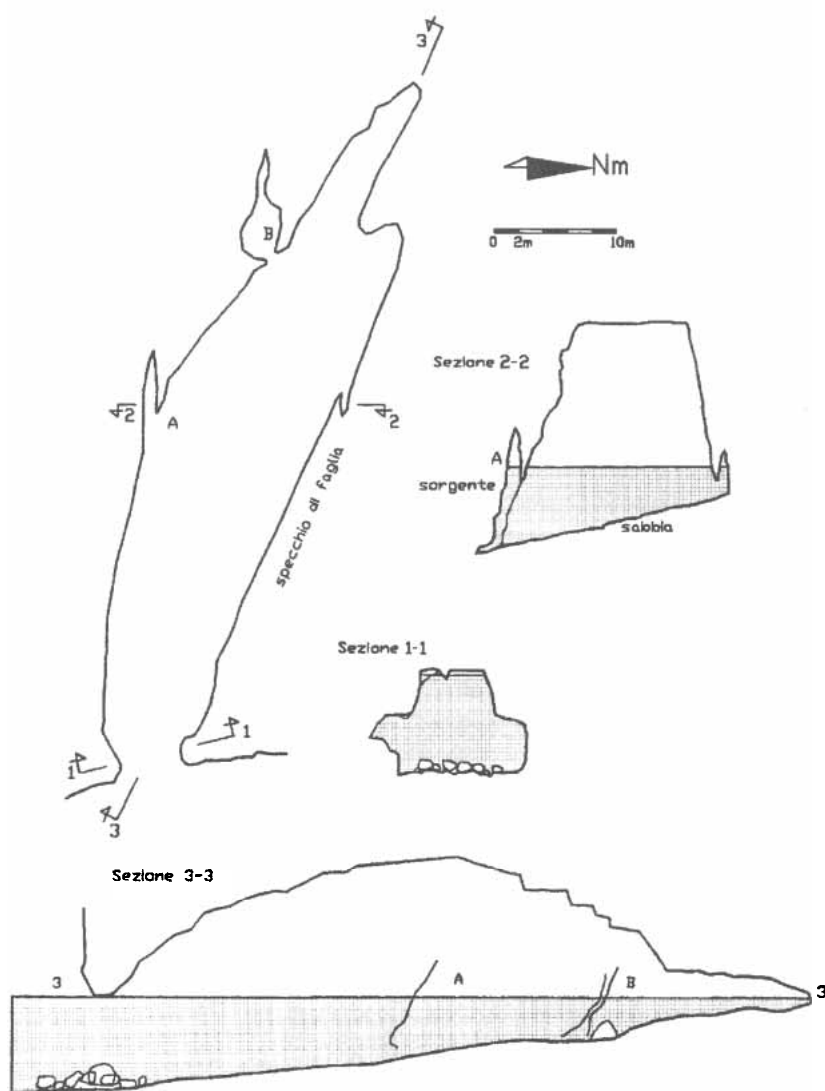 3
Nm
B
0 2m 10m
Sezione 2-2
2
A
2
A
sorgente
sabbia
specchio di faglia
Sezione 1-1
1
1
3
Sezione 3-3
3
A
B
3